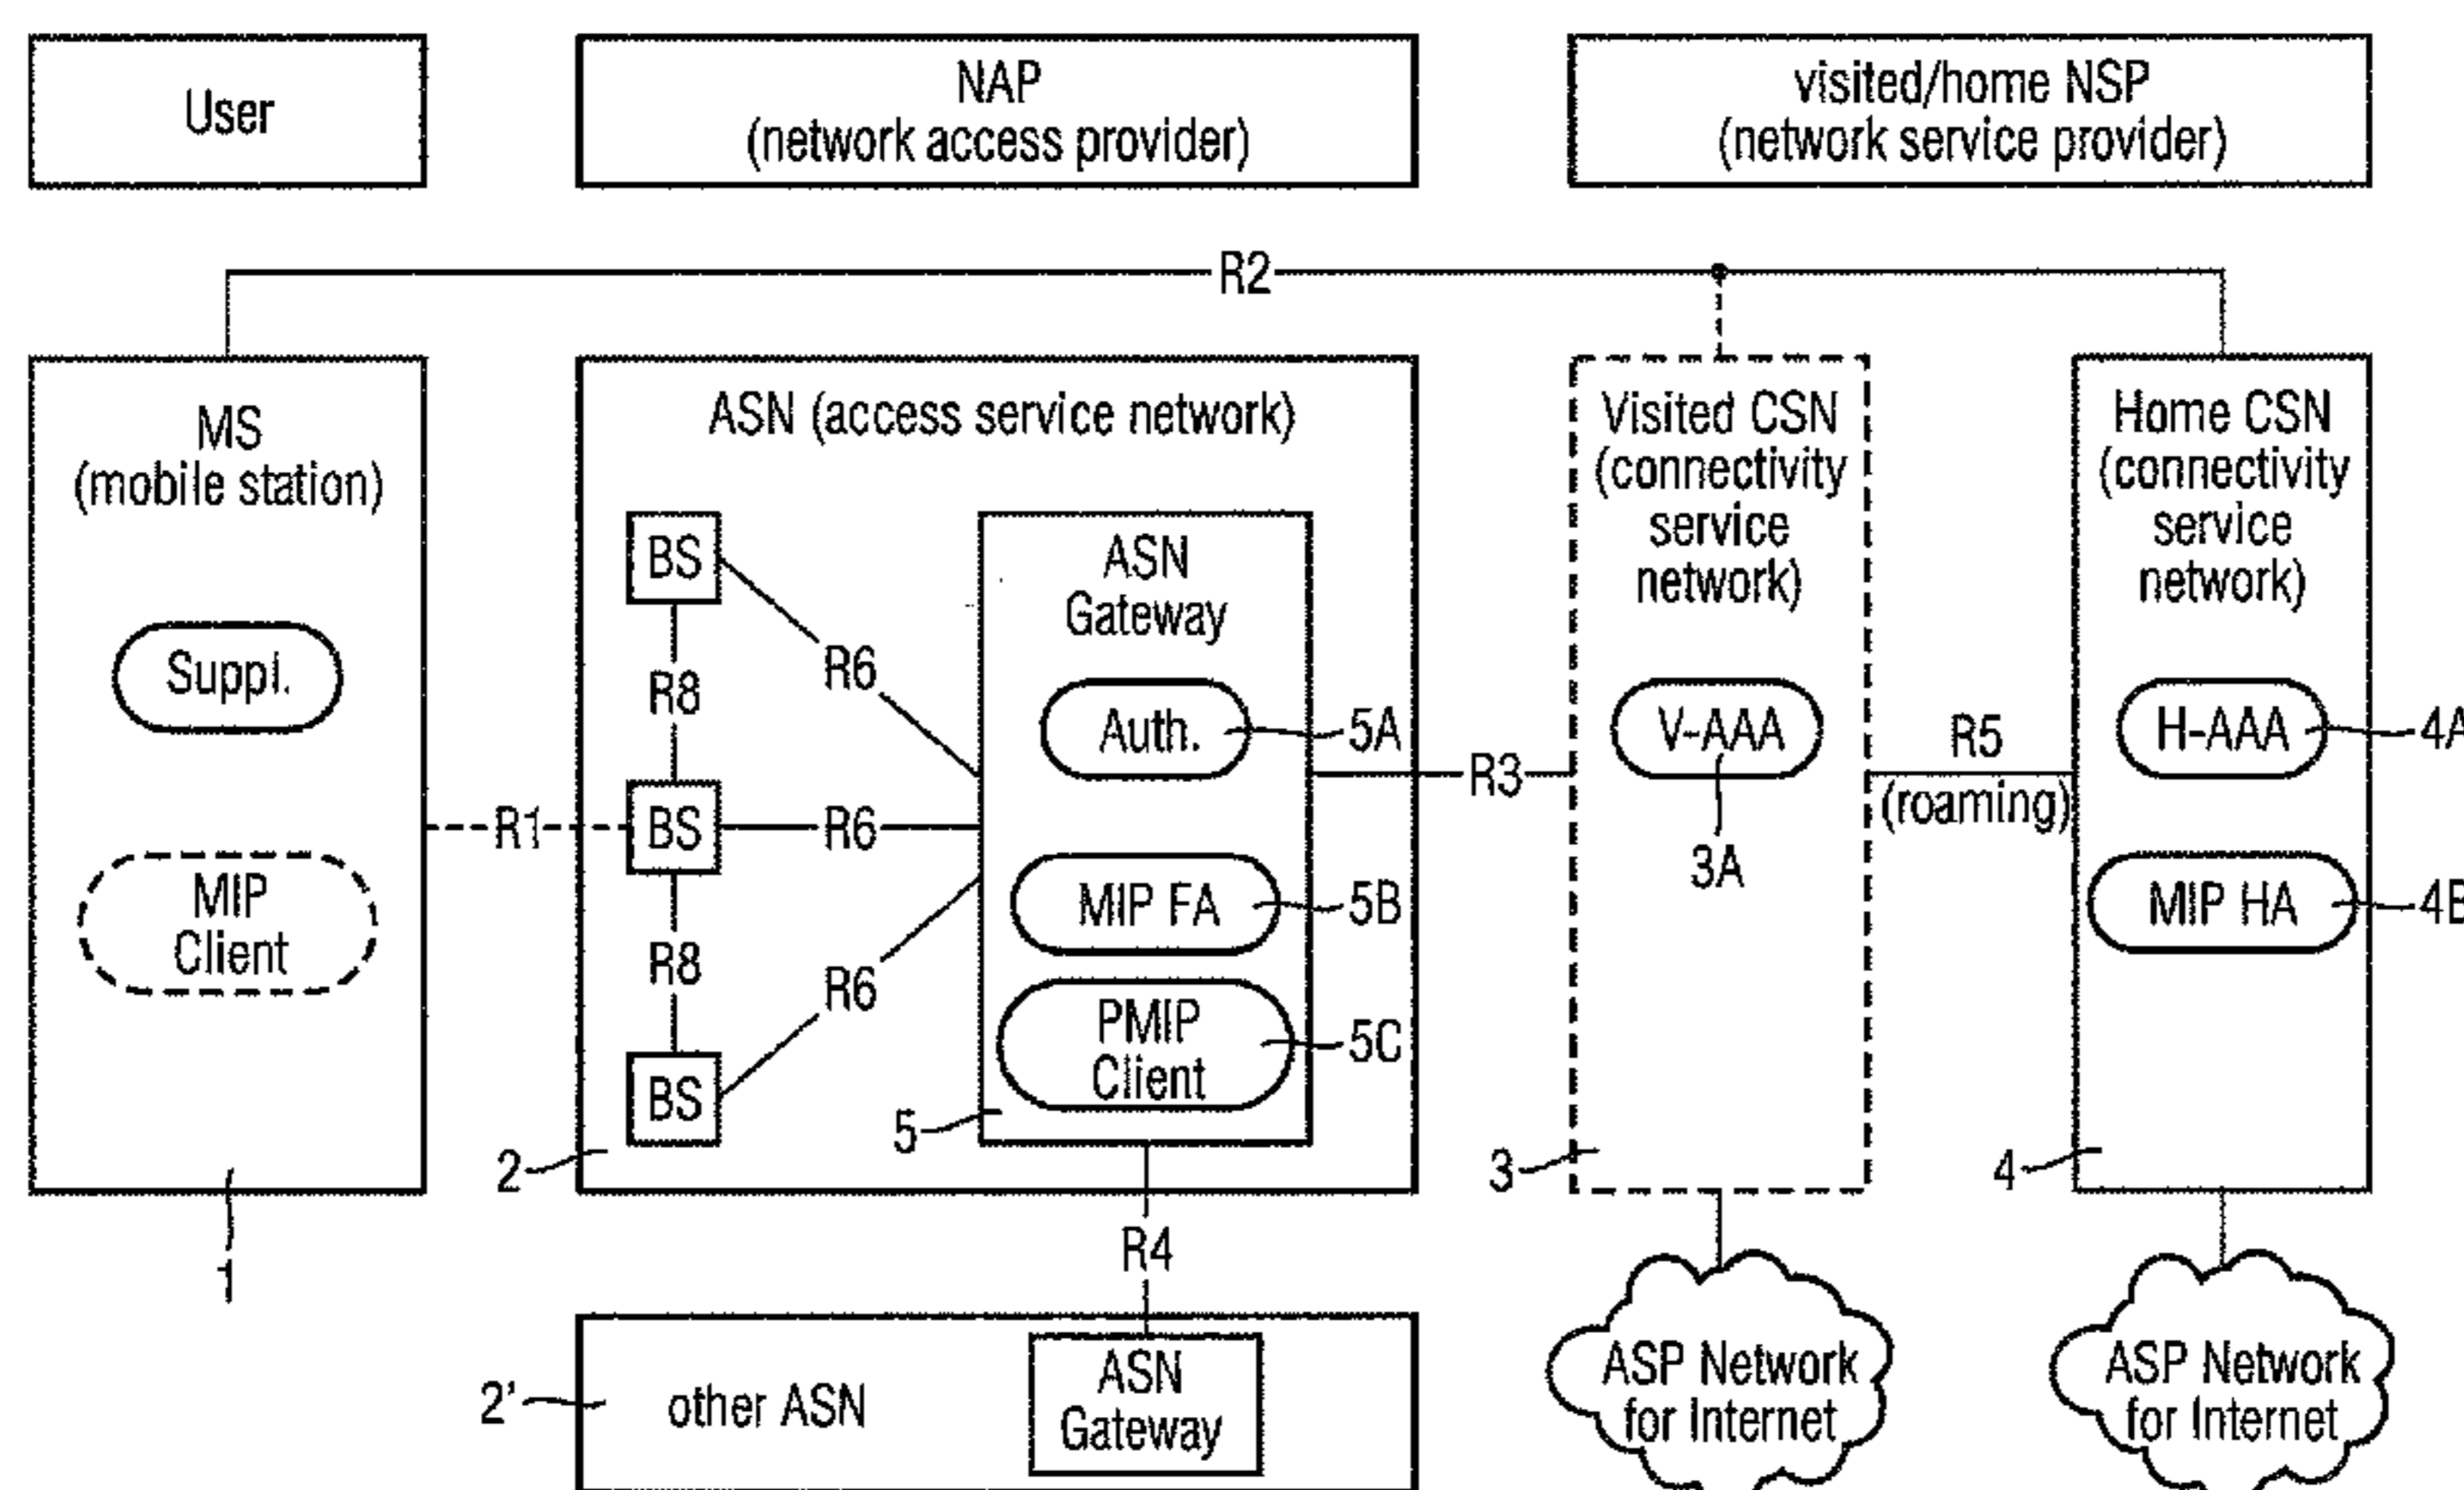 User
NAP
(network access provider)
visited/home NSP
(network service provider)
R2
MS
(mobile station)
Suppl.
MIP
Client
1
R1
ASN (access service network)
BS
R8
BS
R8
BS
R6
R6
R6
ASN
Gateway
Auth.
5A
MIP FA
5B
PMIP
Client
5C
5
2
R3
Visited CSN
(connectivity
service
network)
V-AAA
3A
3
R5
(roaming)
Home CSN
(connectivity
service
network)
H-AAA
4A
MIP HA
4B
4
R4
2'
other ASN
ASN
Gateway
ASP Network
for Internet
ASP Network
for Internet